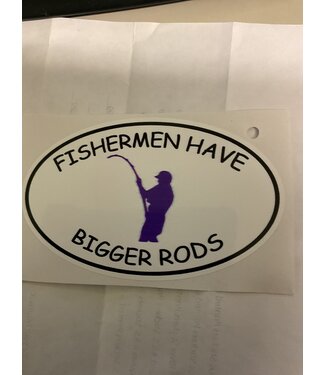 FISHERMEN HAVE
BIGGER RODS